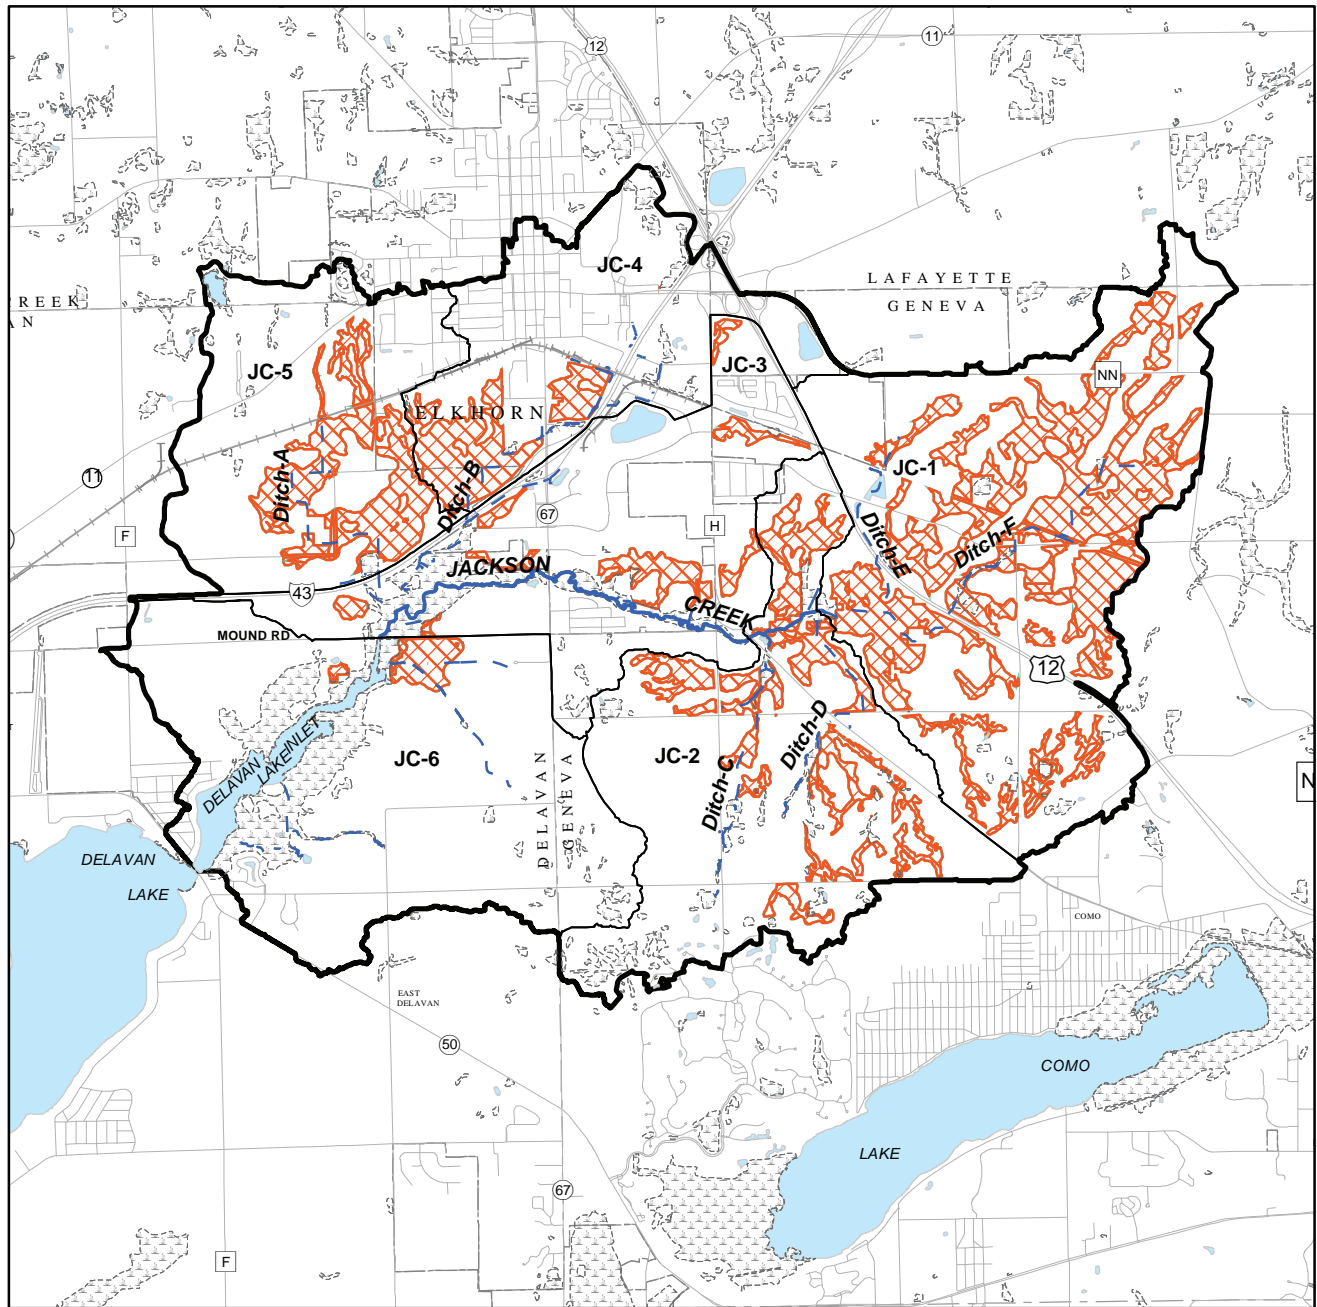 12
11
JC-4
LAFAYETTE
GENEVA
REEK
AN
JC-5
JC-3
NN
ELKHORN
11
Ditch-A
Ditch-B
JC-1
67
H
F
Ditch-E
Ditch-F
JACKSON
CREEK
43
MOUND RD
12
DELAVAN
LAKE INLET
JC-6
JC-2
Ditch-C
Ditch-D
DELAVAN
GENEVA
N
DELAVAN
LAKE
COMO
EAST
DELAVAN
50
COMO
LAKE
67
F